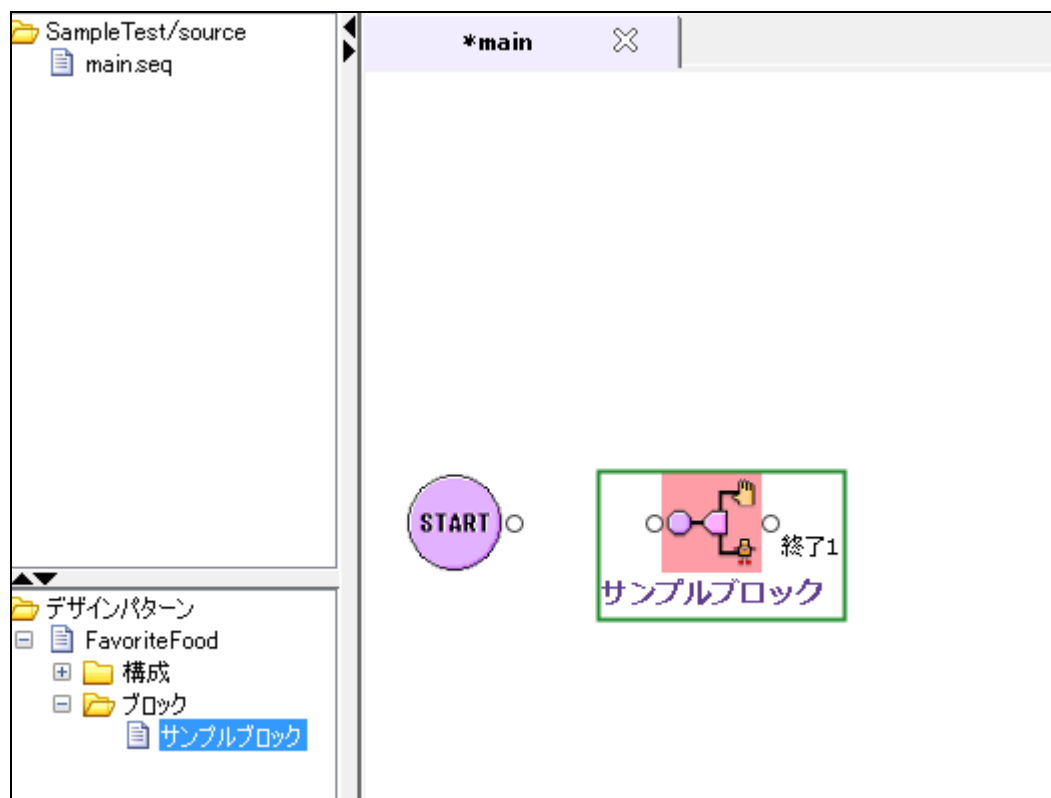 SampleTest/source
main.seq
*main
START
終了1
サンプルブロック
デザインパターン
FavoriteFood
構成
ブロック
サンプルブロック